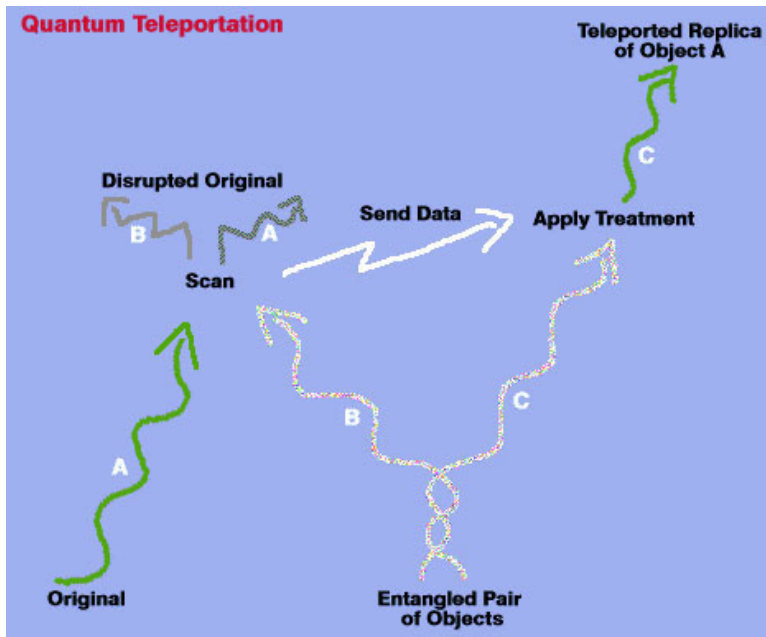 Quantum Teleportation
Teleported Replica
of Object A
C
Disrupted Original
B
A
Send Data
Apply Treatment
Scan
B
C
A
Original
Entangled Pair
of Objects